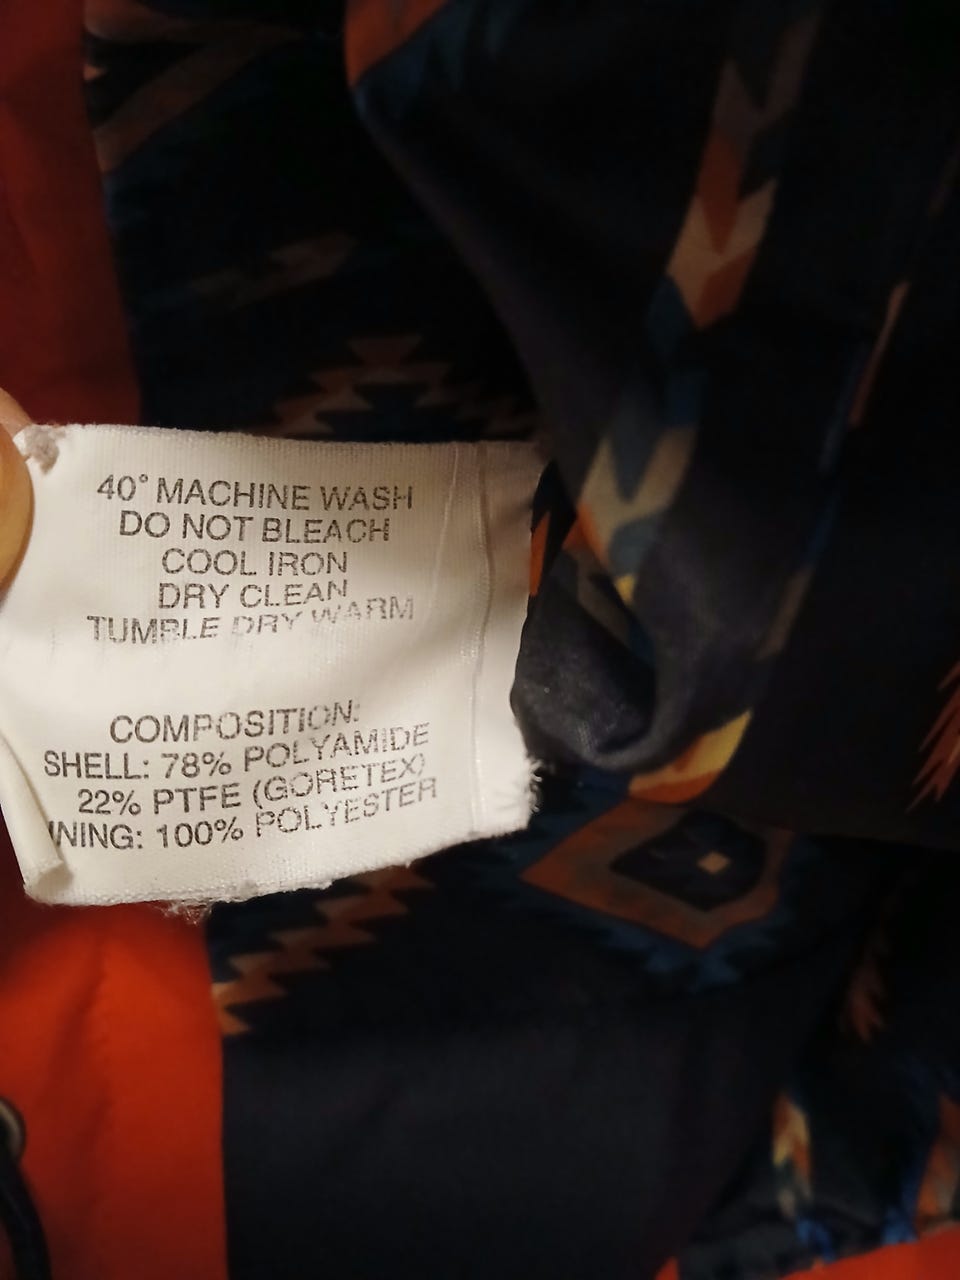 40° MACHINE WASH
DO NOT BLEACH
COOL IRON
DRY CLEAN
TUMBLE DRY WARM
COMPOSITION:
SHELL: 78% POLYAMIDE
22% PTFE (GORETEX)
INING: 100% POLYESTER